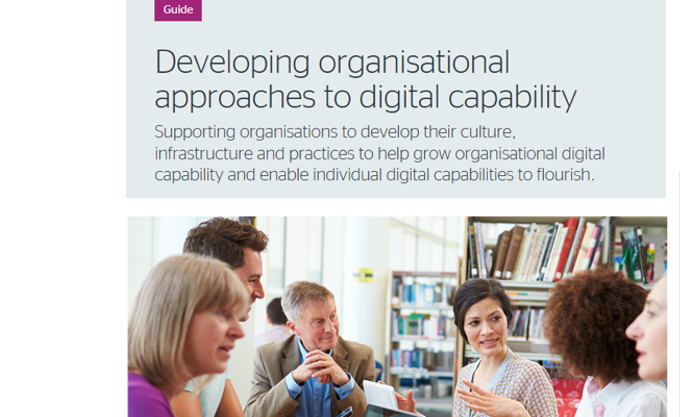 Guide
Developing organisational
approaches to digital capability
Supporting organisations to develop their culture,
infrastructure and practices to help grow organisational digital
capability and enable individual digital capabilities to flourish.